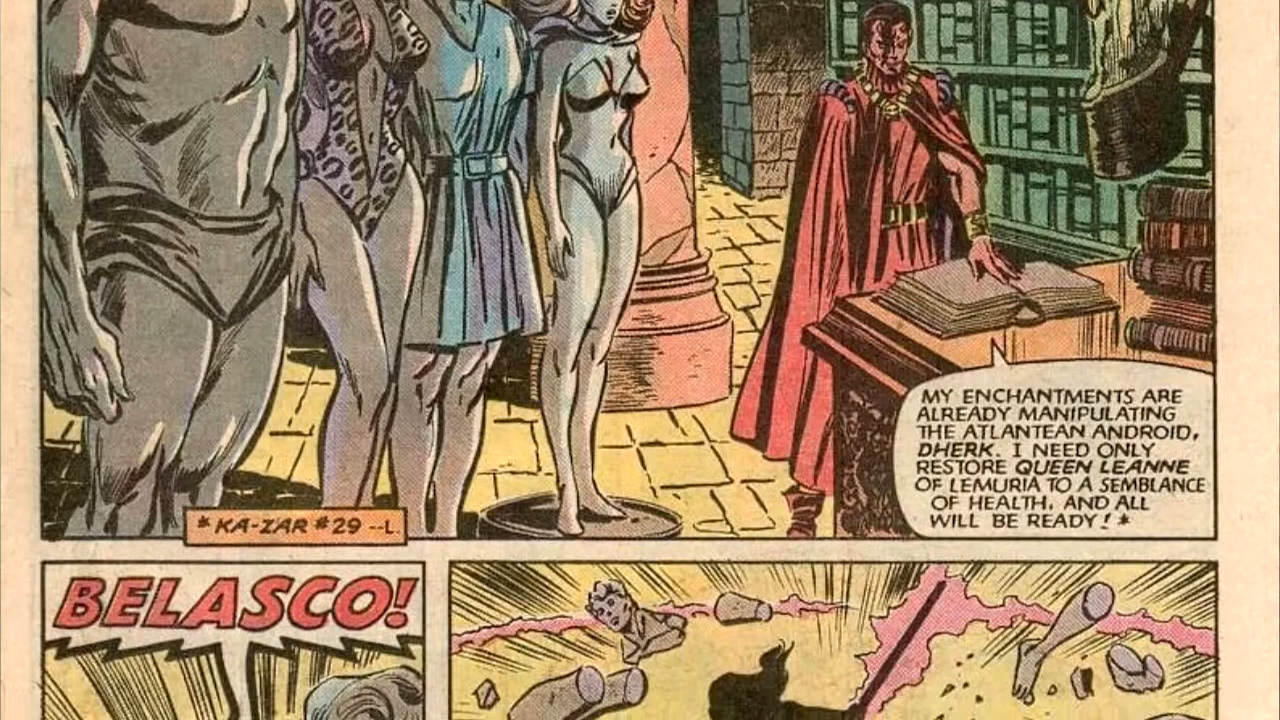 MY ENCHANTMENTS ARE
ALREADY MANIPULATING
THE ATLANTEAN ANDROID,
DHERK. I NEED ONLY
RESTORE QUEEN LEANNE
OF LEMURIA TO A SEMBLANCE
OF HEALTH, AND ALL
WILL BE READY! *
* KA-ZAR #29 --L
BELASCO!